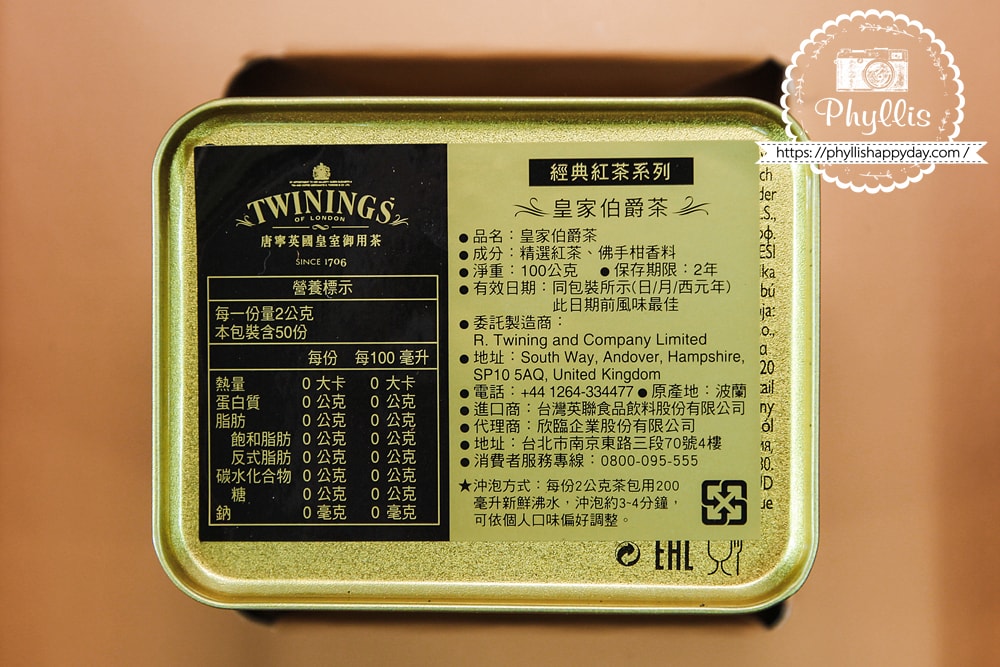 Phyllis
https://phyllishappyday.com /
TWININGS
OF LONDON
唐寧英國皇室御用茶
SINCE 1706
營養標示
每一份量2公克
本包裝含50份
每份 每100 毫升
熱量 0 大卡 0 大卡
蛋白質 0 公克 0 公克
脂肪 0 公克 0 公克
飽和脂肪 0 公克 0 公克
反式脂肪 0 公克 0 公克
碳水化合物 0 公克 0 公克
糖 0 公克 0 公克
鈉 0 毫克 0 毫克
經典紅茶系列
皇家伯爵茶
●品名：皇家伯爵茶
●成分：精選紅茶、佛手柑香料
●淨重：100公克 ●保存期限：2年
●有效日期：同包裝所示(日/月/西元年)
此日期前風味最佳
●委託製造商：
R. Twining and Company Limited
●地址：South Way, Andover, Hampshire,
SP10 5AQ, United Kingdom
●電話：+44 1264-334477 ●原產地：波蘭
●進口商：台灣英聯食品飲料股份有限公司
●代理商：欣臨企業股份有限公司
●地址：台北市南京東路三段70號4樓
●消費者服務專線：0800-095-555
★沖泡方式：每份2公克茶包用200
毫升新鮮沸水，沖泡約3-4分鐘，
可依個人口味偏好調整。
EHL